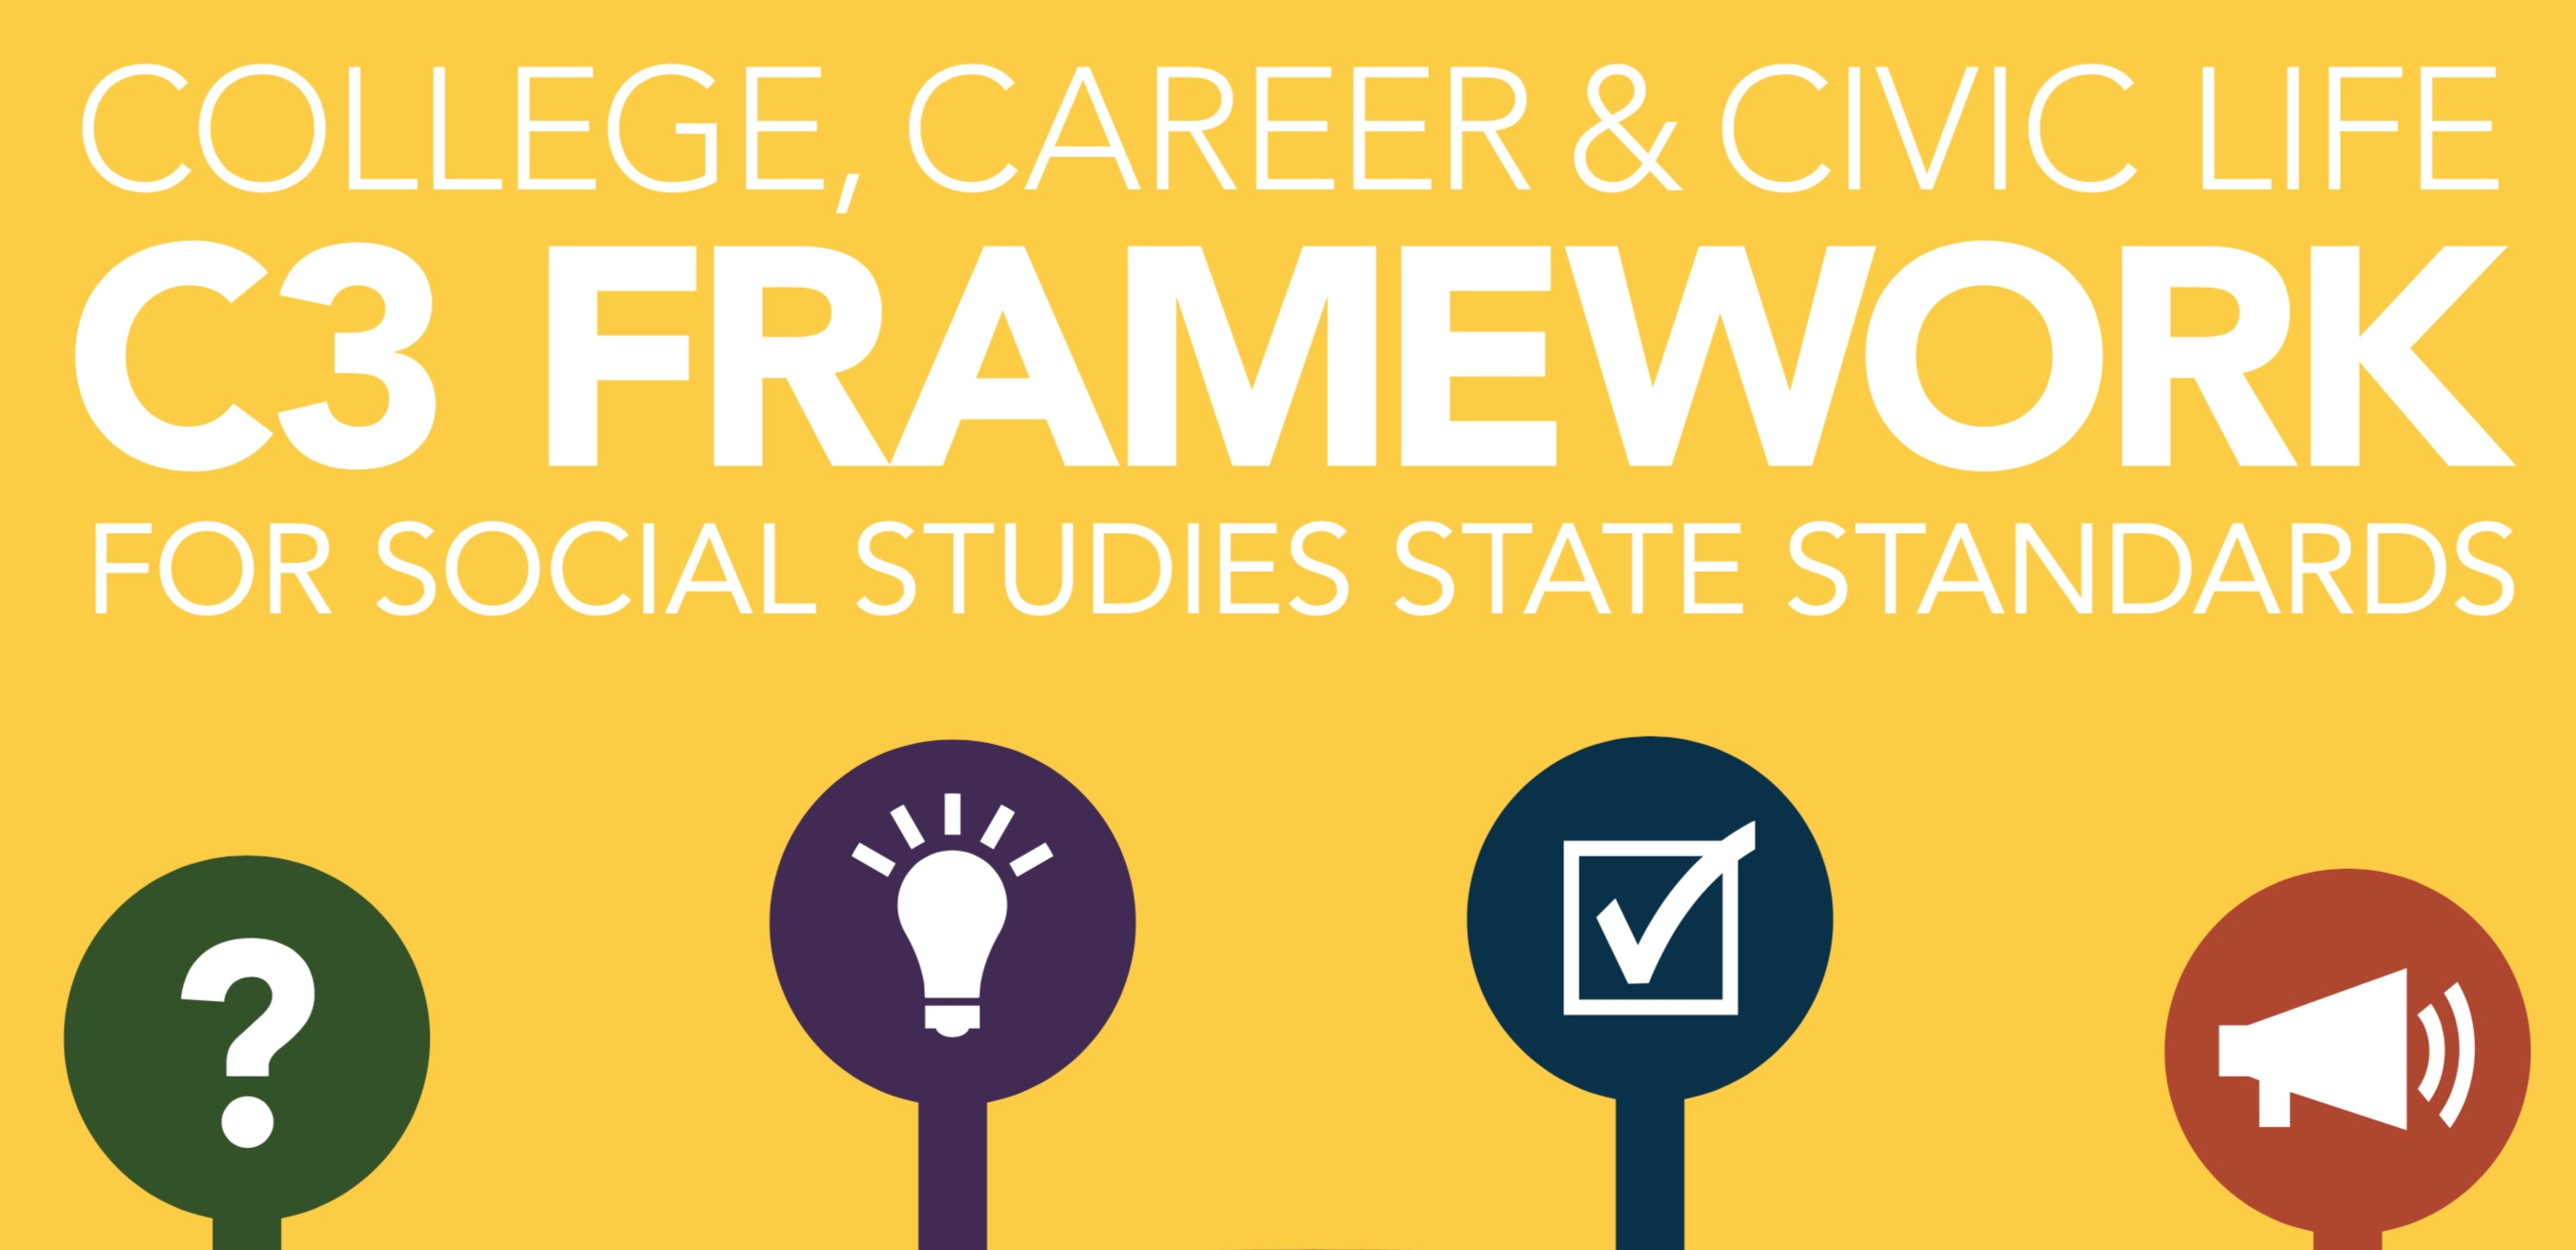 COLLEGE, CAREER & CIVIC LIFE
C3 FRAMEWORK
FOR SOCIAL STUDIES STATE STANDARDS
?